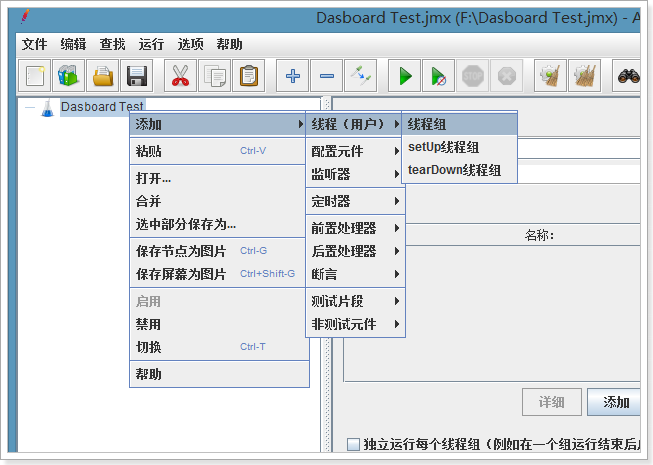 Dasboard Test.jmx (F:\Dasboard Test.jmx) - A
文件 编辑 查找 运行 选项 帮助
STOP
Dasboard Test
添加 线程（用户） 线程组
setUp线程组
tearDown线程组
粘贴 Ctrl-V 配置元件
监听器
打开...
合并 定时器
选中部分保存为... 前置处理器
名称:
保存节点为图片 Ctrl-G 后置处理器
保存屏幕为图片 Ctrl+Shift-G 断言
启用 测试片段
禁用 非测试元件
切换 Ctrl-T
帮助
详细 添加
独立运行每个线程组（例如在一个组运行结束后